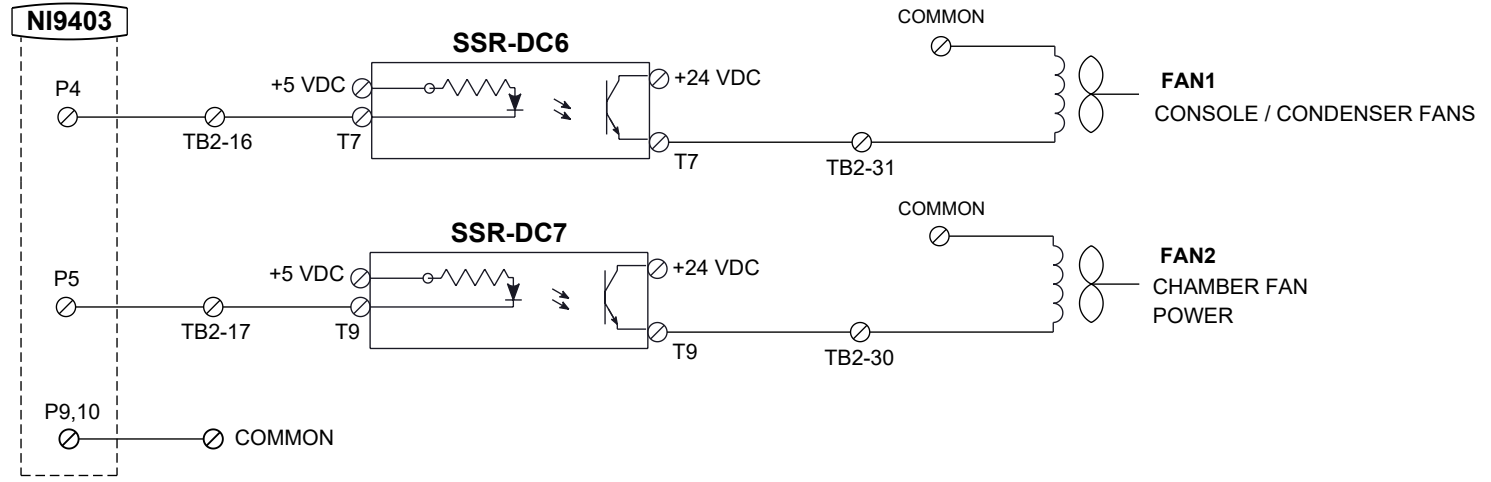 NI9403
COMMON
SSR-DC6
P4
+5 VDC
+24 VDC
FAN1
CONSOLE / CONDENSER FANS
TB2-16
T7
T7
TB2-31
COMMON
SSR-DC7
P5
+5 VDC
+24 VDC
FAN2
CHAMBER FAN
POWER
TB2-17
T9
T9
TB2-30
P9,10
COMMON